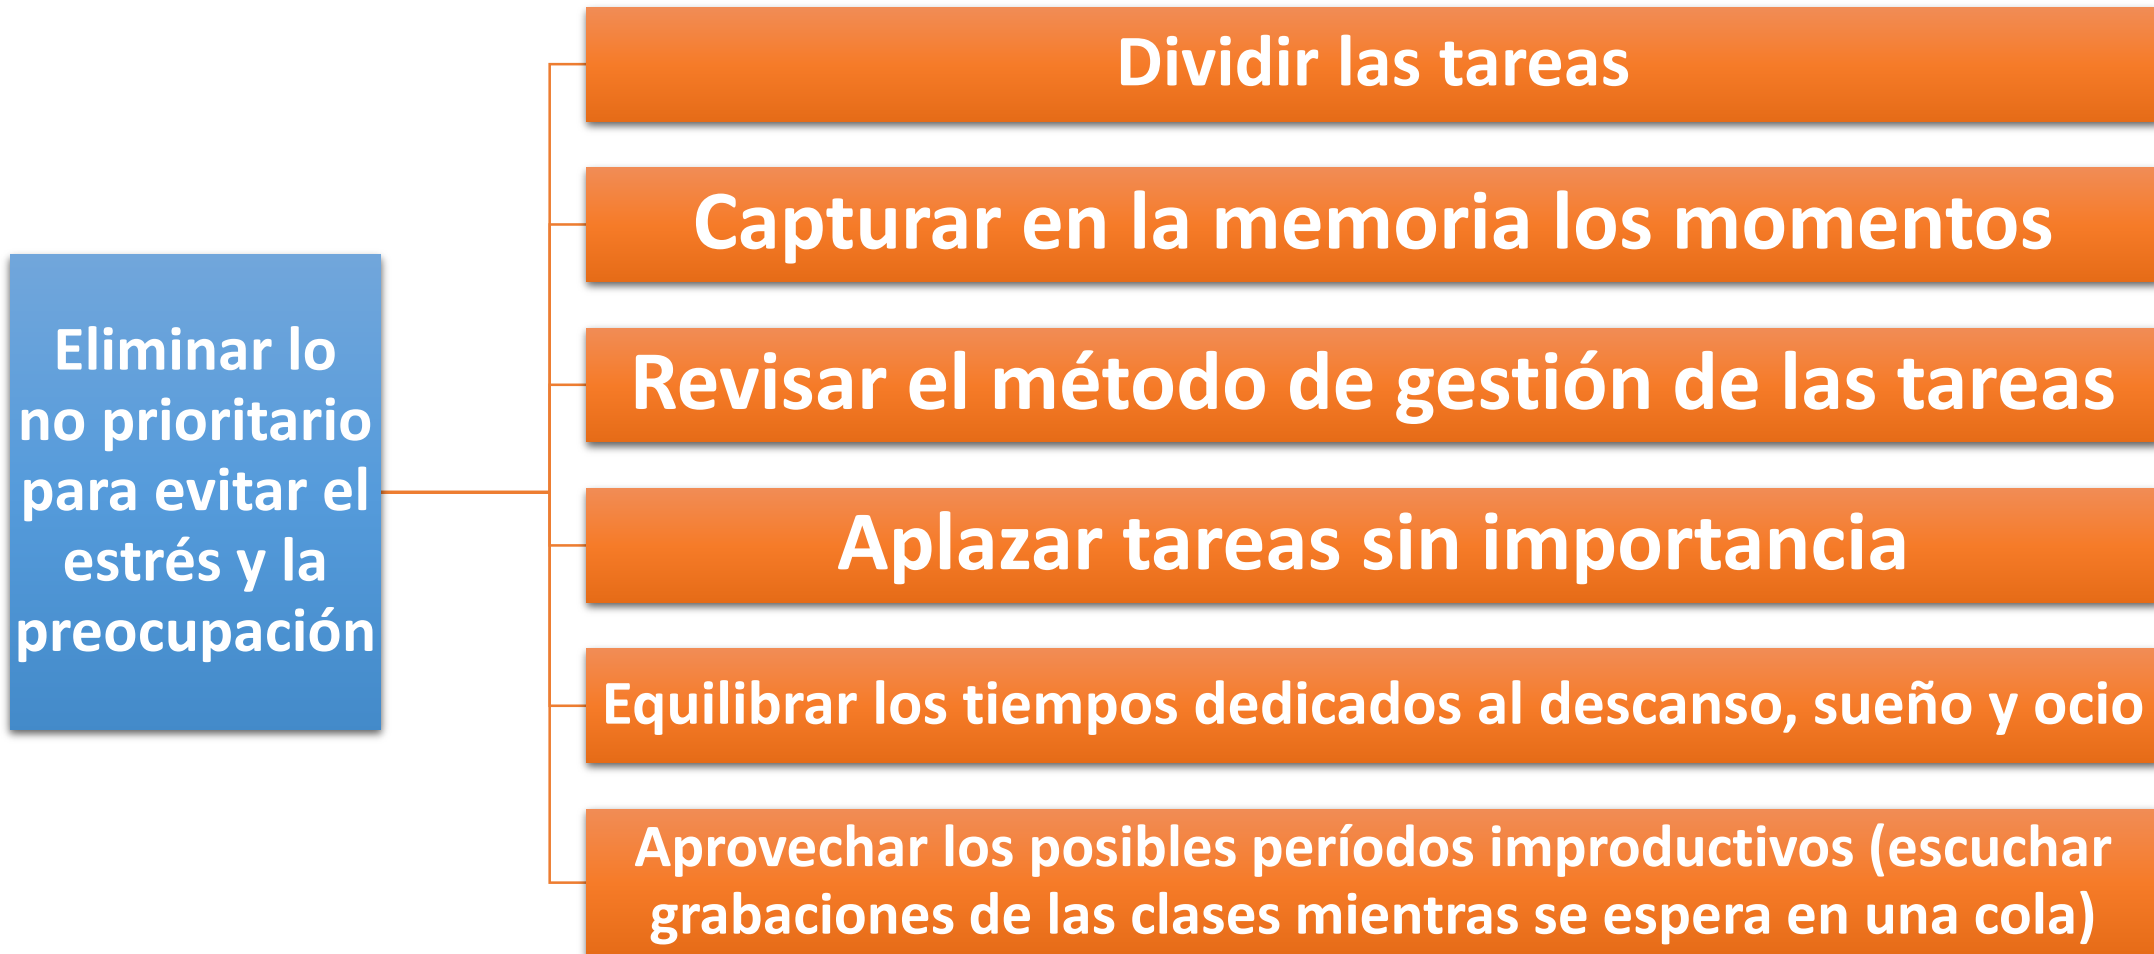 Eliminar lo
no prioritario
para evitar el
estrés y la
preocupación
Dividir las tareas
Capturar en la memoria los momentos
Revisar el método de gestión de las tareas
Aplazar tareas sin importancia
Equilibrar los tiempos dedicados al descanso, sueño y ocio
Aprovechar los posibles períodos improductivos (escuchar
grabaciones de las clases mientras se espera en una cola)